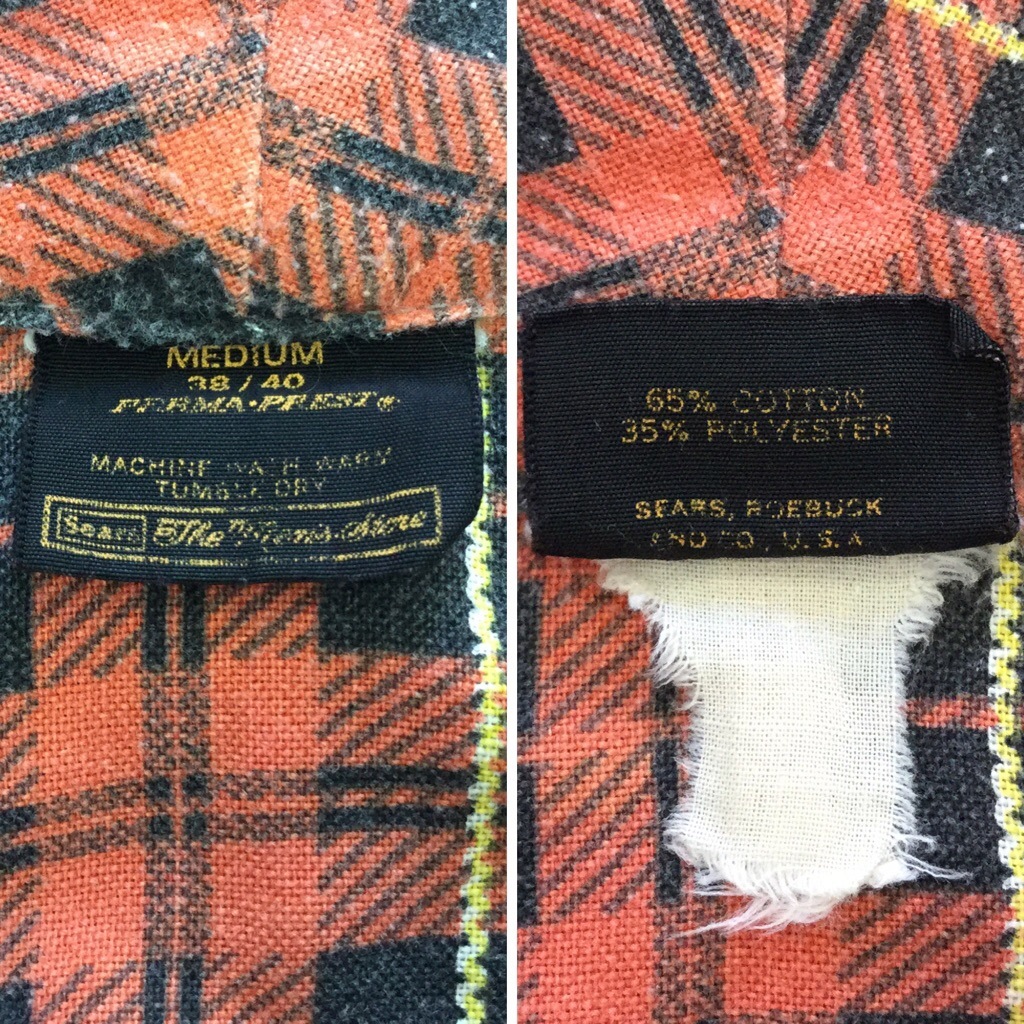 MEDIUM
38 / 40
PERMA·PREST®
MACHINE WASH WARM
TUMBLE DRY
Sears The Men's Store
65% COTTON
35% POLYESTER
SEARS, ROEBUCK
AND CO. U.S.A.